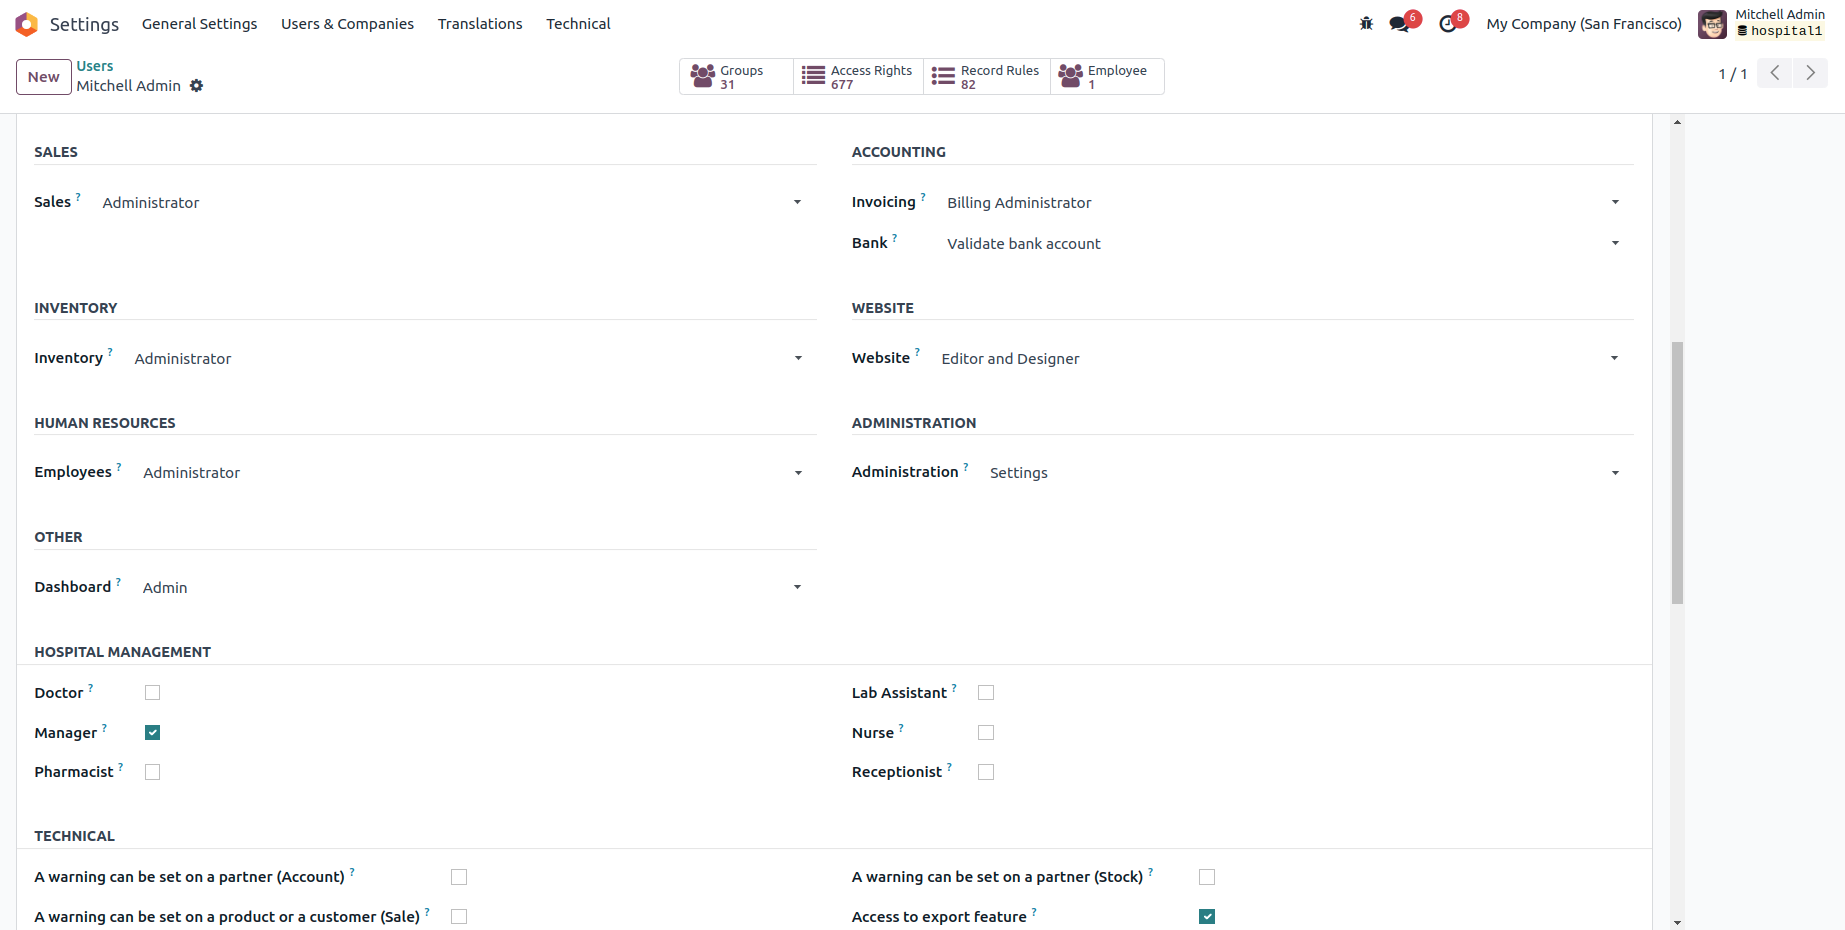 Settings General Settings Users & Companies Translations Technical 6 8 My Company (San Francisco) Mitchell Admin
hospital1
New Users
Mitchell Admin
Groups 31 Access Rights 677 Record Rules 82 Employee 1
1 / 1
SALES ACCOUNTING
Sales ? Administrator Invoicing ? Billing Administrator
Bank ? Validate bank account
INVENTORY WEBSITE
Inventory ? Administrator Website ? Editor and Designer
HUMAN RESOURCES ADMINISTRATION
Employees ? Administrator Administration ? Settings
OTHER
Dashboard ? Admin
HOSPITAL MANAGEMENT
Doctor ? Lab Assistant ?
Manager ? Nurse ?
Pharmacist ? Receptionist ?
TECHNICAL
A warning can be set on a partner (Account) ? A warning can be set on a partner (Stock) ?
A warning can be set on a product or a customer (Sale) ? Access to export feature ?